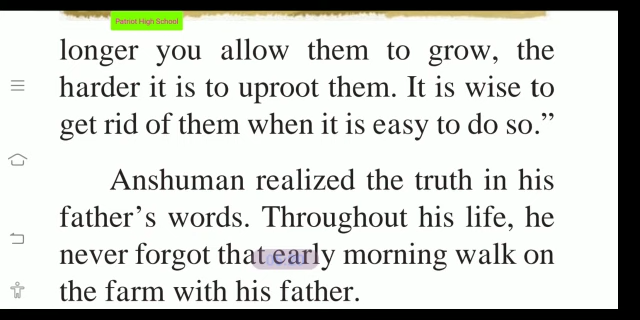 Patriot High School
longer you allow them to grow, the
harder it is to uproot them. It is wise to
get rid of them when it is easy to do so.”
Anshuman realized the truth in his
father’s words. Throughout his life, he
never forgot that early morning walk on
the farm with his father.